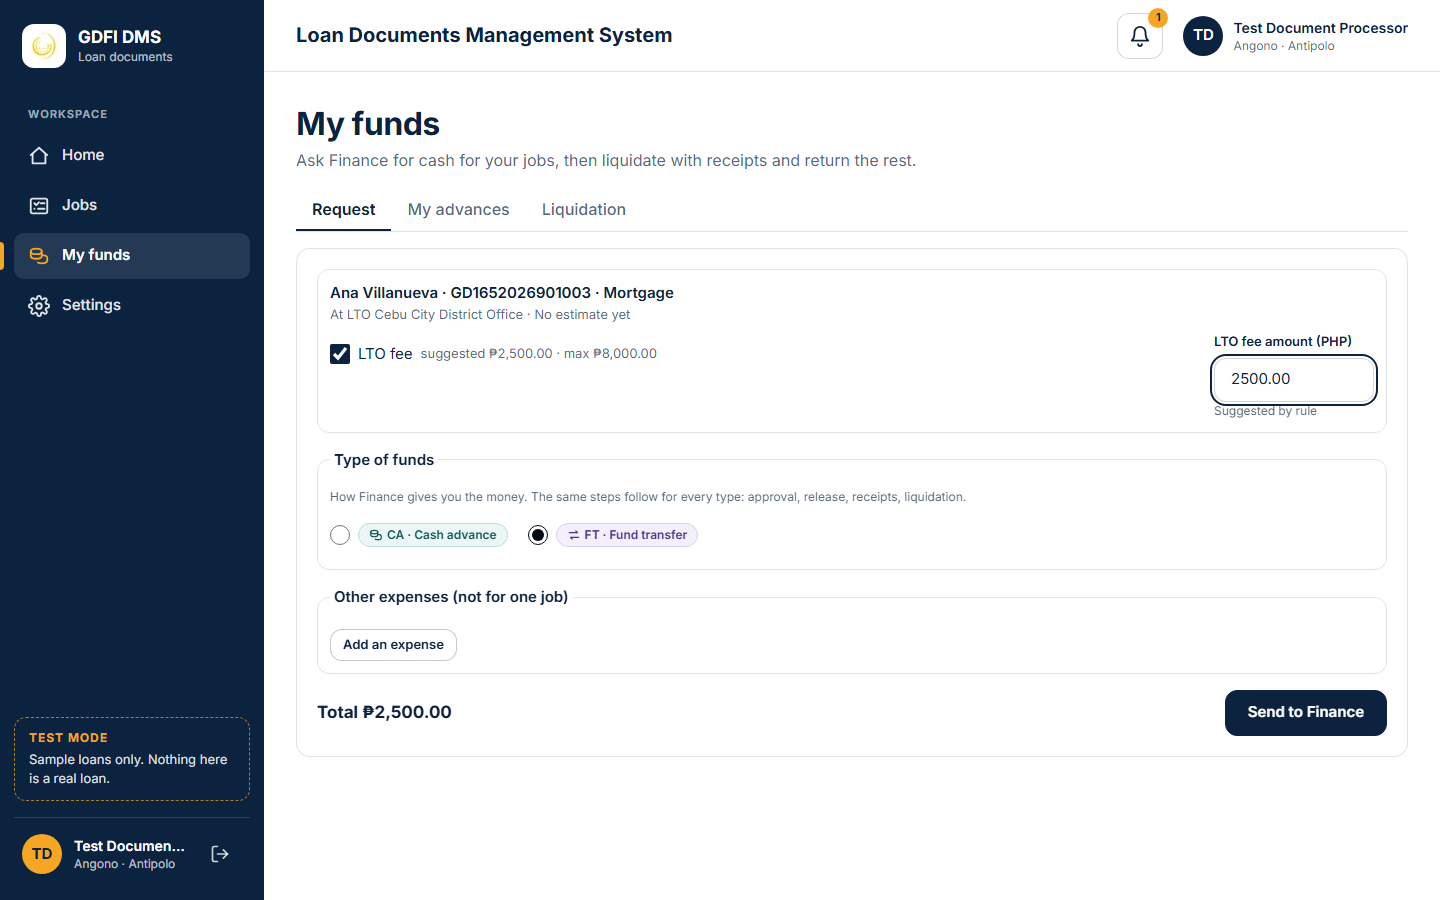 GDFI DMS
Loan documents
WORKSPACE
Home
Jobs
My funds
Settings
TEST MODE
Sample loans only. Nothing here
is a real loan.
TD
Test Documen...
Angono · Antipolo
Loan Documents Management System
1
TD
Test Document Processor
Angono · Antipolo
My funds
Ask Finance for cash for your jobs, then liquidate with receipts and return the rest.
Request
My advances
Liquidation
Ana Villanueva · GD1652026901003 · Mortgage
At LTO Cebu City District Office · No estimate yet
LTO fee suggested ₱2,500.00 · max ₱8,000.00
LTO fee amount (PHP)
2500.00
Suggested by rule
Type of funds
How Finance gives you the money. The same steps follow for every type: approval, release, receipts, liquidation.
CA · Cash advance
FT · Fund transfer
Other expenses (not for one job)
Add an expense
Total ₱2,500.00
Send to Finance